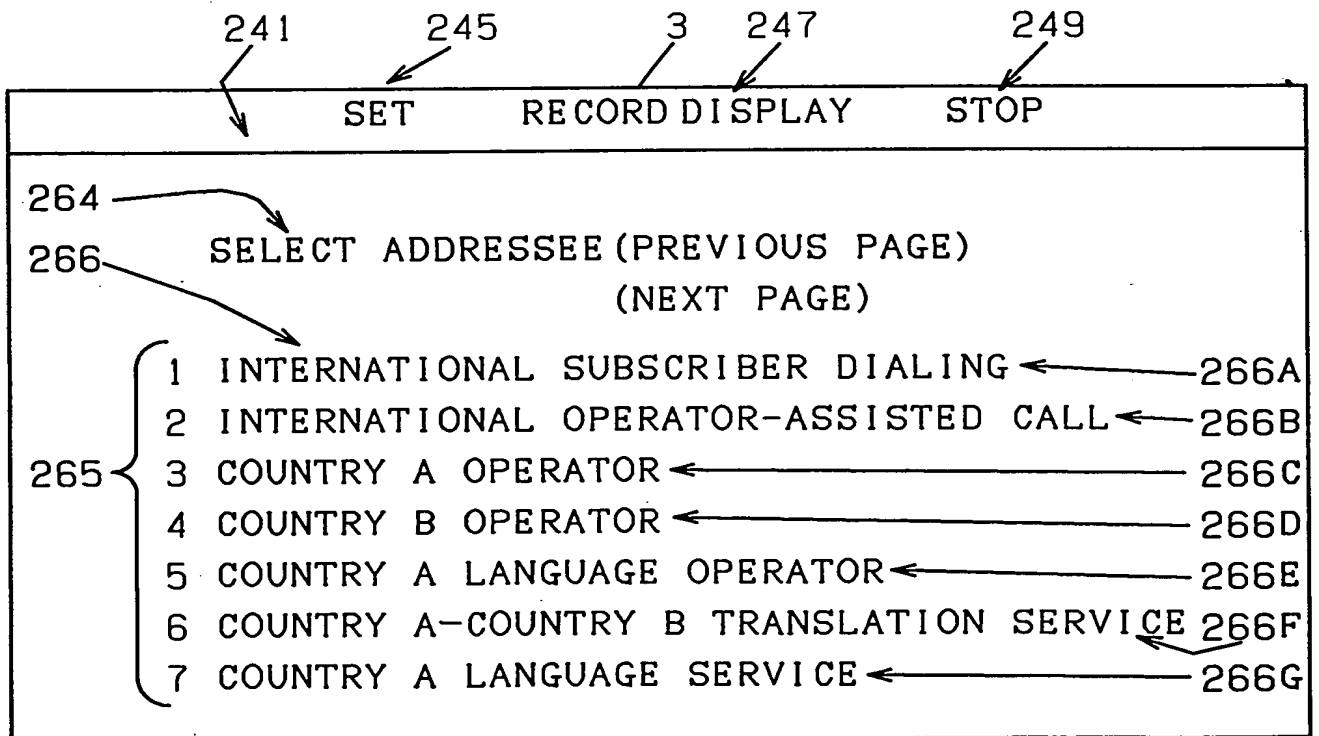 241 245 3 247 249
SET RECORD DISPLAY STOP
264
SELECT ADDRESSEE (PREVIOUS PAGE)
266
(NEXT PAGE)
1 INTERNATIONAL SUBSCRIBER DIALING 266A
2 INTERNATIONAL OPERATOR-ASSISTED CALL 266B
265 3 COUNTRY A OPERATOR 266C
4 COUNTRY B OPERATOR 266D
5 COUNTRY A LANGUAGE OPERATOR 266E
6 COUNTRY A-COUNTRY B TRANSLATION SERVICE 266F
7 COUNTRY A LANGUAGE SERVICE 266G